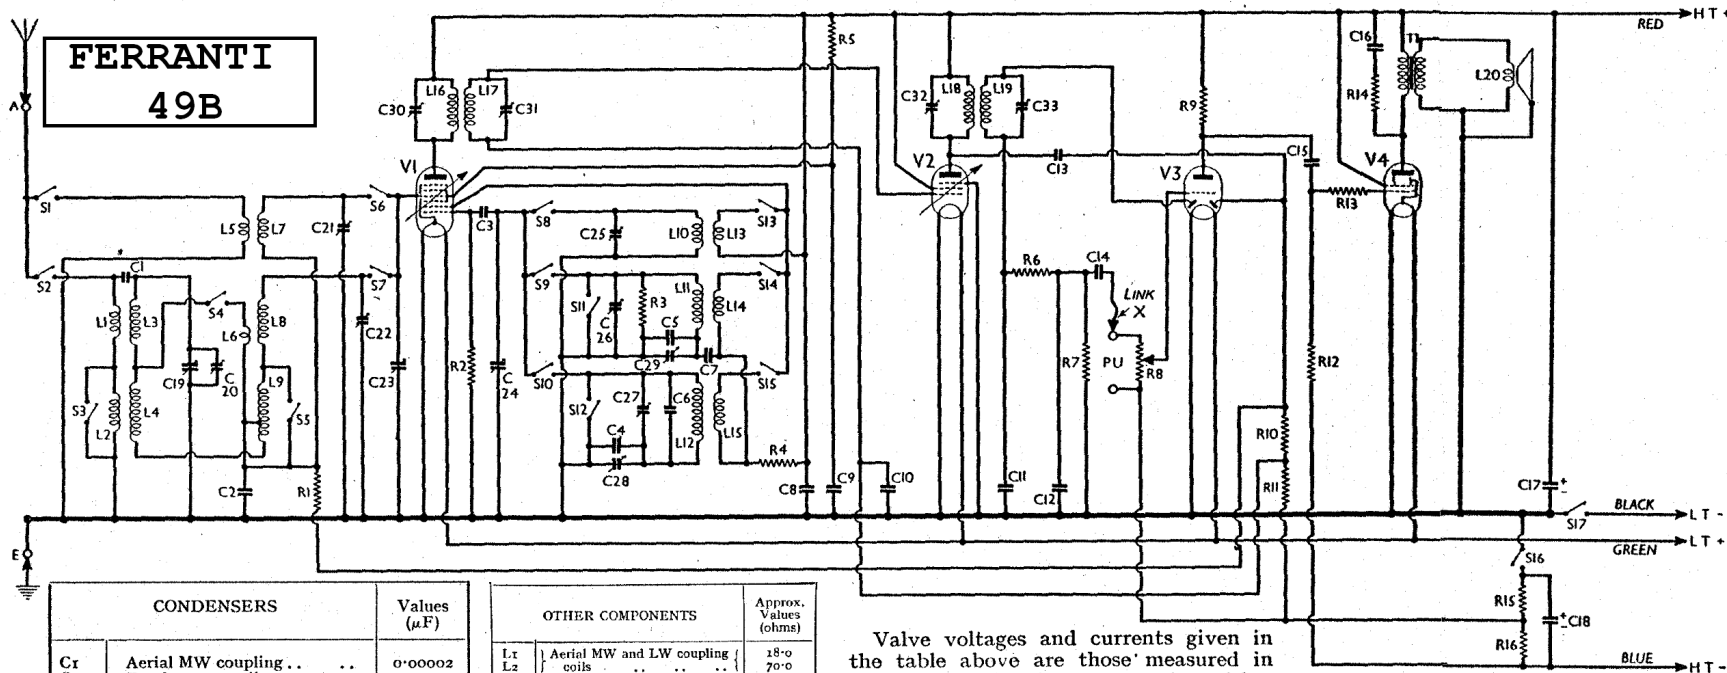 FERRANTI
49B
HT+
RED
R5
C16
T1
L20
R14
L16
L17
C30
C31
L18
L19
C32
C33
R9
A
V1
V2
C13
V3
C15
V4
R13
S1
L5
L7
C21
S6
C3
S8
C25
L10
L13
S13
S2
*
C1
S7
S9
S11
C
26
R3
L11
L14
S14
R6
C14
LINK
X
L1
L3
S4
L6
L8
C22
C5
C29
C7
PU
R8
R7
R12
C19
C
20
C23
R2
C
24
S10
S15
S3
L2
L4
L9
S5
S12
C27
C6
C4
L12
L15
C28
R4
R10
R11
C2
R1
C8
C9
C10
C11
C12
C17
+
-
S17
BLACK
LT-
LT+
GREEN
E
S16
R15
R16
+
-
C18
BLUE
HT-
CONDENSERS
Values
(μF)
C1
Aerial MW coupling .. ..
0·00002
OTHER COMPONENTS
Approx.
Values
(ohms)
L1
L2
Aerial MW and LW coupling
coils .. .. ..
18·0
70·0
Valve voltages and currents given in
the table above are those measured in